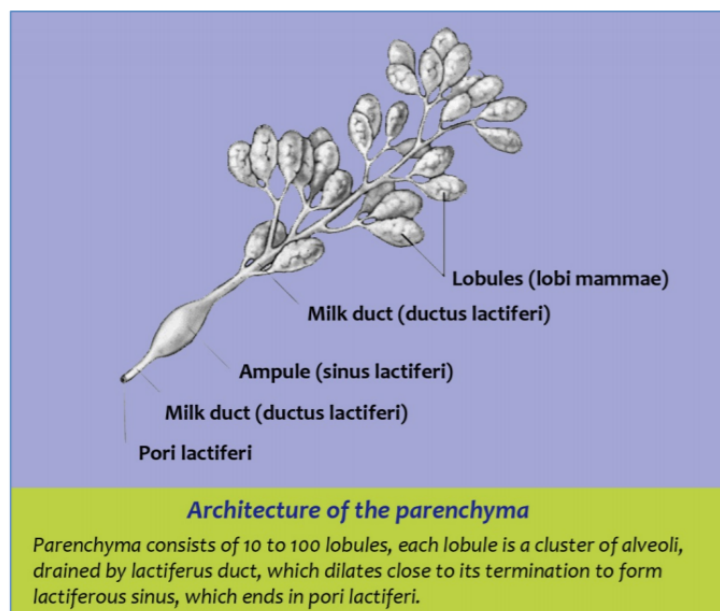 Lobules (lobi mammae)
Milk duct (ductus lactiferi)
Ampule (sinus lactiferi)
Milk duct (ductus lactiferi)
Pori lactiferi
Architecture of the parenchyma
Parenchyma consists of 10 to 100 lobules, each lobule is a cluster of alveoli,
drained by lactiferus duct, which dilates close to its termination to form
lactiferous sinus, which ends in pori lactiferi.